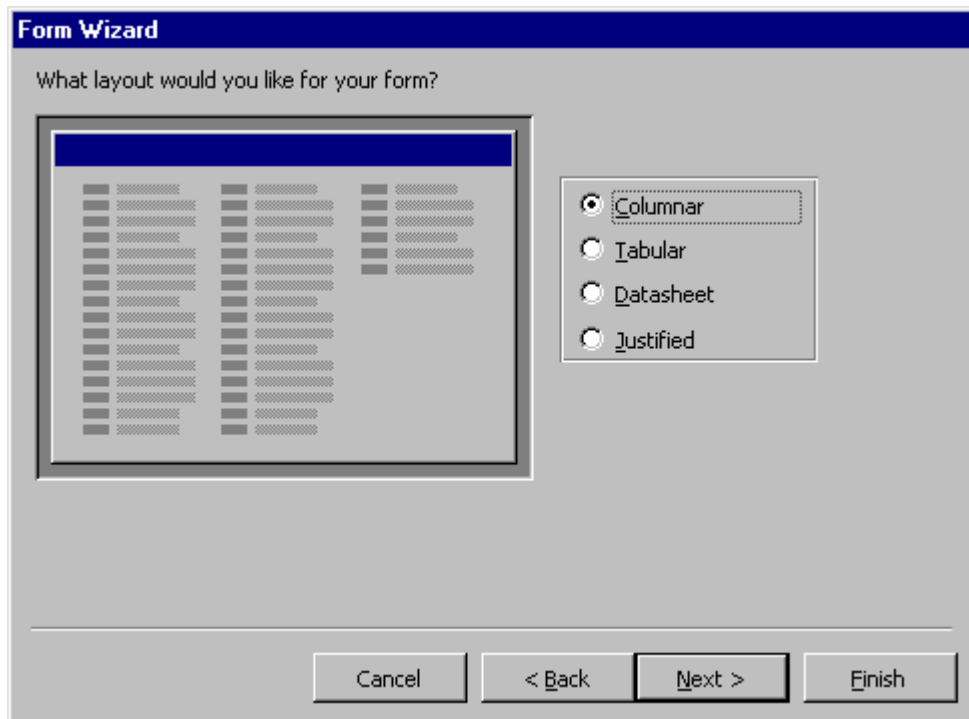 Form Wizard
What layout would you like for your form?
Columnar
Tabular
Datasheet
Justified
Cancel
< Back
Next >
Finish